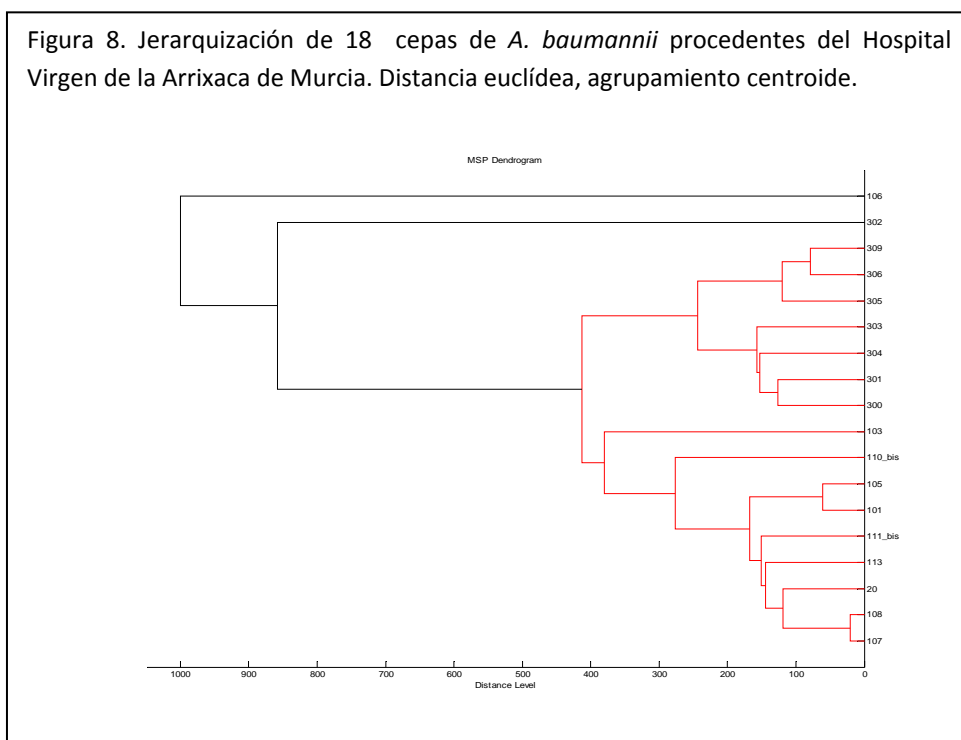 Figura 8. Jerarquización de 18 cepas de A. baumannii procedentes del Hospital
Virgen de la Arrixaca de Murcia. Distancia euclídea, agrupamiento centroide.
MSP Dendrogram
106
302
309
306
305
303
304
301
300
103
110_bis
105
101
111_bis
113
20
108
107
1000 900 800 700 600 500 400 300 200 100 0
Distance Level